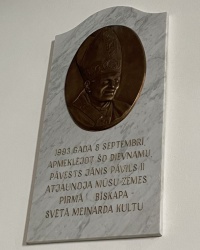 1993. GADA 8. SEPTEMBRĪ,
APMEKLĒJOT ŠO DIEVNAMU,
PĀVESTS JĀNIS PĀVILS II
ATJAUNOJA MŪSU ZEMES
PIRMĀ BĪSKAPA
SVĒTĀ MEINARDA KULTU